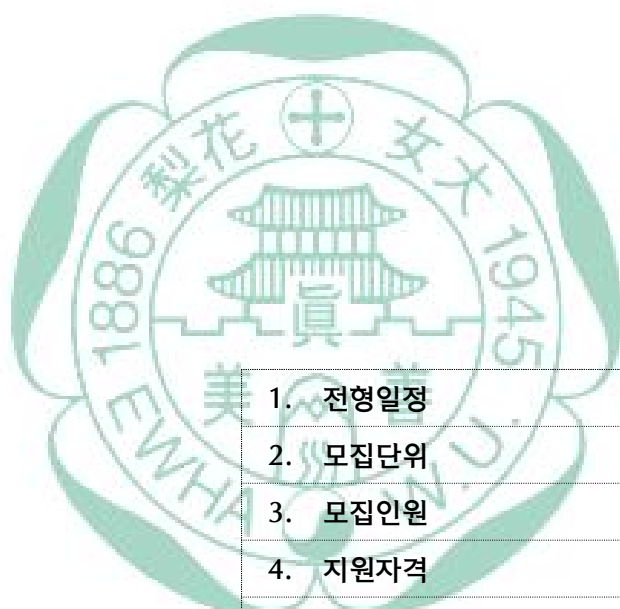 梨花 女大
1886 1945
眞
美 善
EWHA W.U.
1. 전형일정
2. 모집단위
3. 모집인원
4. 지원자격